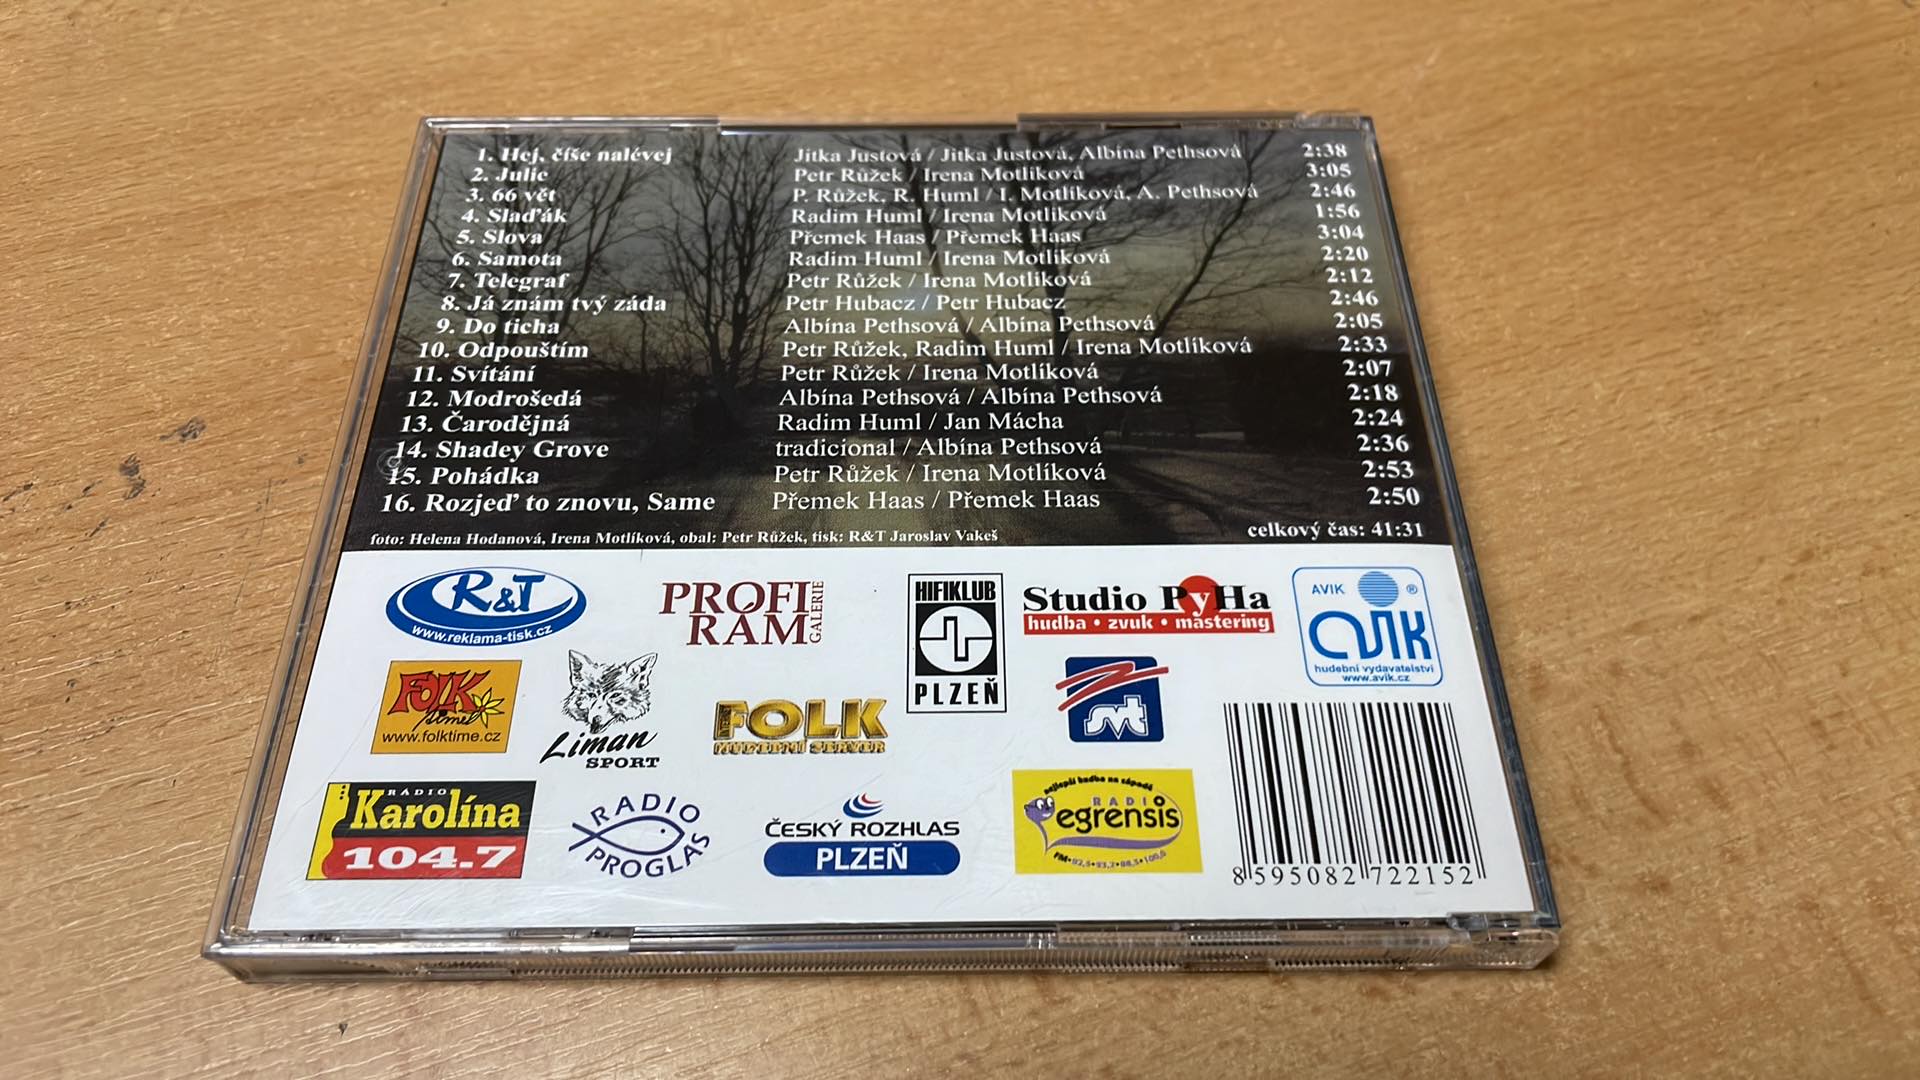 1. Hej, číše nalévej Jitka Justová / Jitka Justová, Albína Pethsová 2:38
2. Julie Petr Růžek / Irena Motlíková 3:05
3. 66 vět P. Růžek, R. Huml / I. Motlíková, A. Pethsová 2:46
4. Slaďák Radim Huml / Irena Motlíková 1:56
5. Slova Přemek Haas / Přemek Haas 3:04
6. Samota Radim Huml / Irena Motlíková 2:20
7. Telegraf Petr Růžek / Irena Motlíková 2:12
8. Já znám tvý záda Petr Hubacz / Petr Hubacz 2:46
9. Do ticha Albína Pethsová / Albína Pethsová 2:05
10. Odpouštím Petr Růžek, Radim Huml / Irena Motlíková 2:33
11. Svítání Petr Růžek / Irena Motlíková 2:07
12. Modrošedá Albína Pethsová / Albína Pethsová 2:18
13. Čarodějná Radim Huml / Jan Mácha 2:24
14. Shadey Grove tradicional / Albína Pethsová 2:36
15. Pohádka Petr Růžek / Irena Motlíková 2:53
16. Rozjeď to znovu, Same Přemek Haas / Přemek Haas 2:50
foto: Helena Hodanová, Irena Motlíková, obal: Petr Růžek, tisk: R&T Jaroslav Vakeš celkový čas: 41:31
R&T
www.reklama-tisk.cz
PROFI
RÁM
GALERIE
HIFIKLUB
PLZEŇ
Studio PyHa
hudba • zvuk • mastering
AVIK ®
AVIK
hudební vydavatelství
www.avik.cz
FOLK
time
www.folktime.cz
Liman
SPORT
FOLK
HUDEBNÍ SERVER
RÁDIO
Karolína
104.7
RADIO
PROGLAS
ČESKÝ ROZHLAS
PLZEŇ
nejlepší hudba na západě
RADIO
egrensis
FM
8595082722152